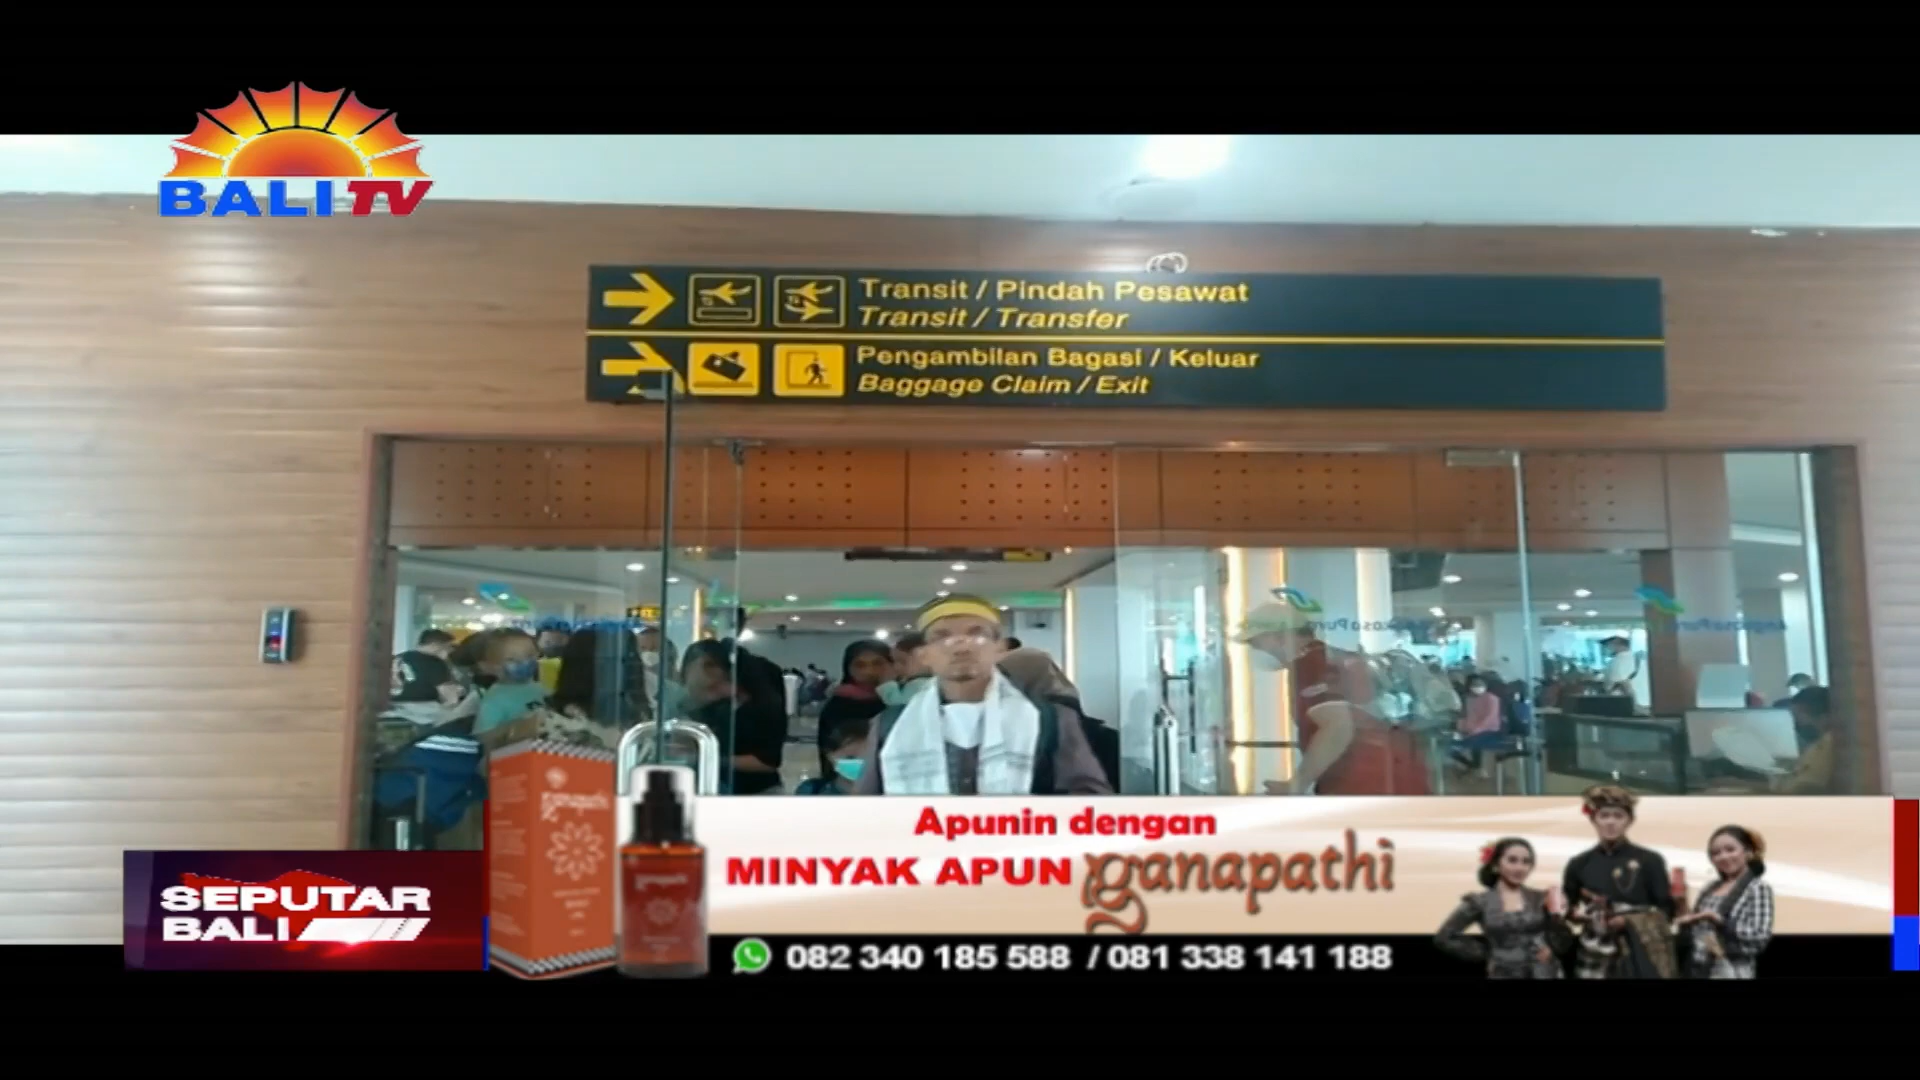 BALI TV
Transit / Pindah Pesawat
Transit / Transfer
Pengambilan Bagasi / Keluar
Baggage Claim / Exit
Apunin dengan
MINYAK APUN ganapathi
SEPUTAR
BALI
082 340 185 588 / 081 338 141 188
ganapathi